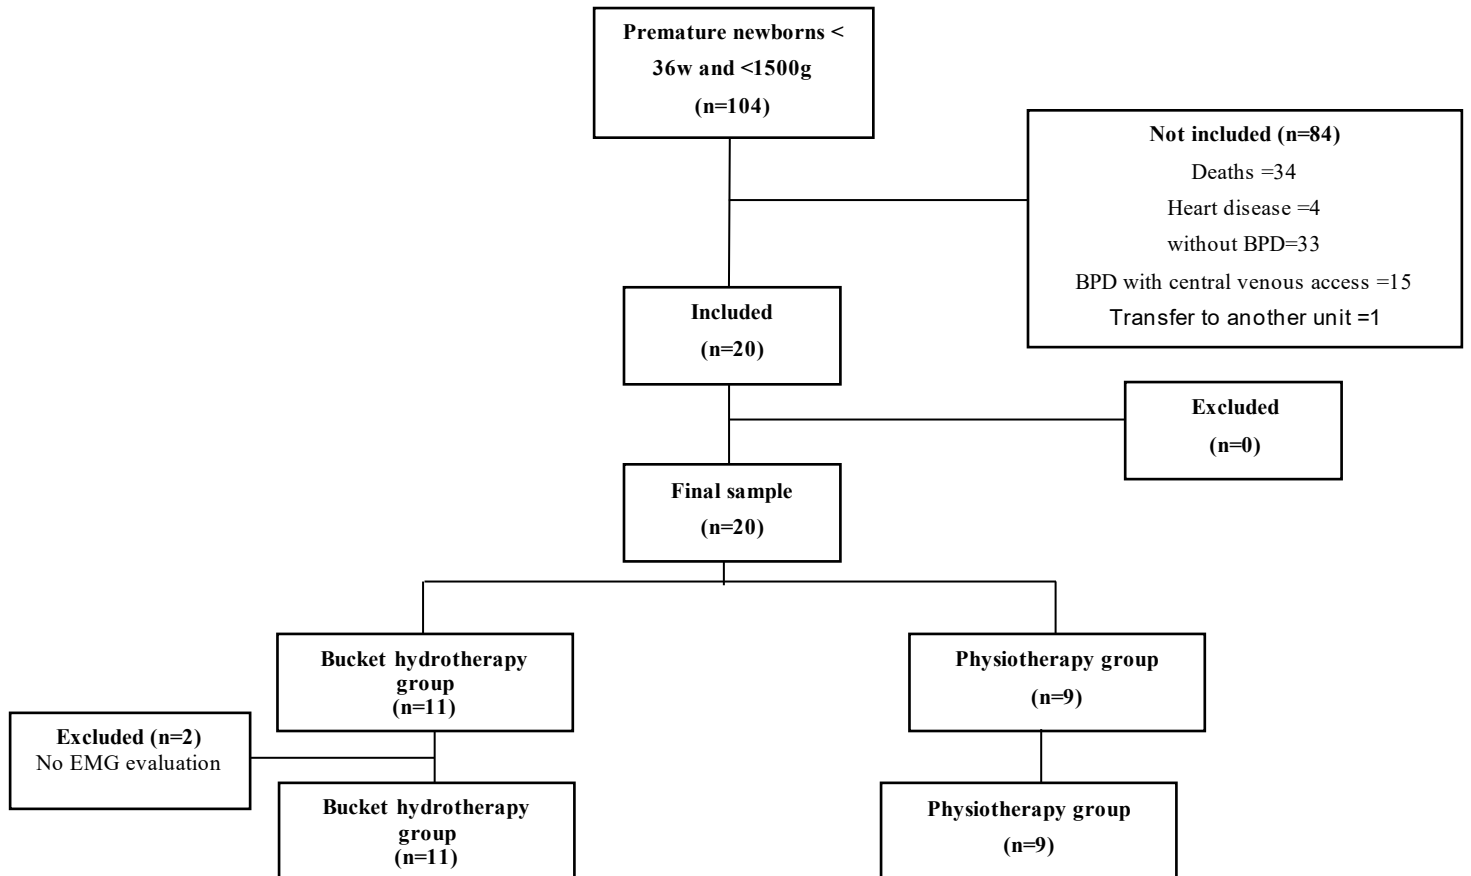 Premature newborns <
36w and <1500g
(n=104)
Not included (n=84)
Deaths =34
Heart disease =4
without BPD=33
BPD with central venous access =15
Transfer to another unit =1
Included
(n=20)
Excluded
(n=0)
Final sample
(n=20)
Bucket hydrotherapy
group
(n=11)
Physiotherapy group
(n=9)
Excluded (n=2)
No EMG evaluation
Bucket hydrotherapy
group
(n=11)
Physiotherapy group
(n=9)